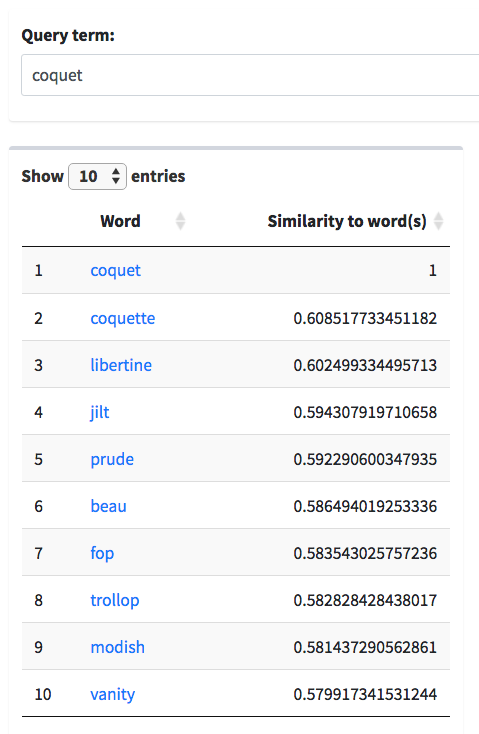 Query term:
coquet
Show 10 entries
Word Similarity to word(s)
1 coquet 1
2 coquette 0.608517733451182
3 libertine 0.602499334495713
4 jilt 0.594307919710658
5 prude 0.592290600347935
6 beau 0.586494019253336
7 fop 0.583543025757236
8 trollop 0.582828428438017
9 modish 0.581437290562861
10 vanity 0.579917341531244